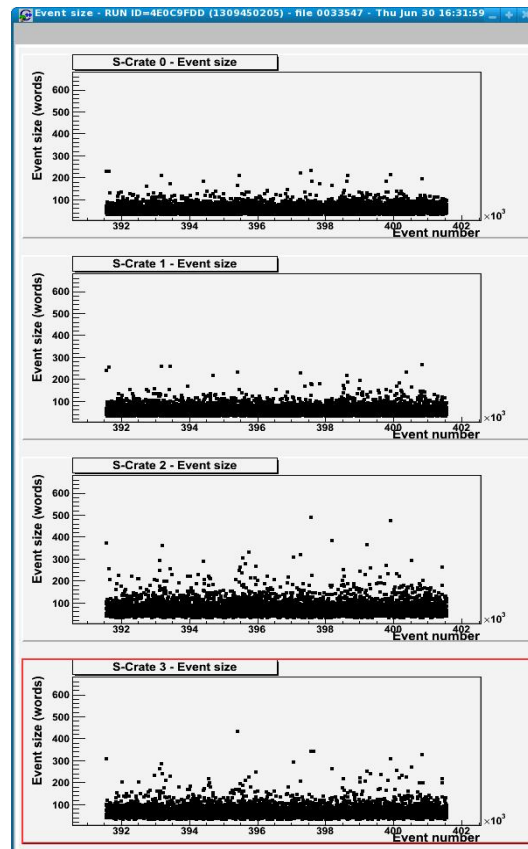 Event size - RUN ID=4E0C9FDD (1309450205) - file 0033547 - Thu Jun 30 16:31:59
S-Crate 0 - Event size
Event size (words)
600
500
400
300
200
100
392 394 396 398 400 402
×10³
Event number
S-Crate 1 - Event size
Event size (words)
600
500
400
300
200
100
392 394 396 398 400 402
×10³
Event number
S-Crate 2 - Event size
Event size (words)
600
500
400
300
200
100
392 394 396 398 400 402
×10³
Event number
S-Crate 3 - Event size
Event size (words)
600
500
400
300
200
100
392 394 396 398 400 402
×10³
Event number